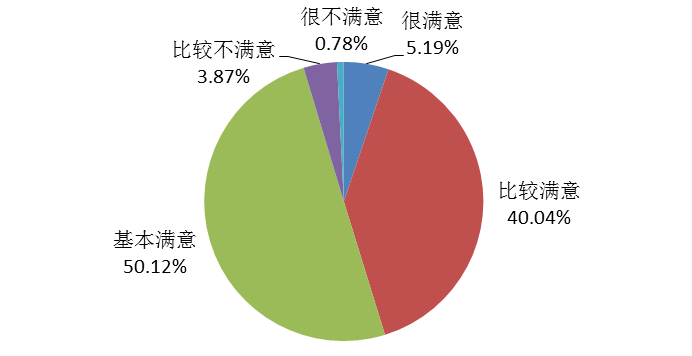 很不满意
0.78%
很满意
5.19%
比较不满意
3.87%
比较满意
40.04%
基本满意
50.12%